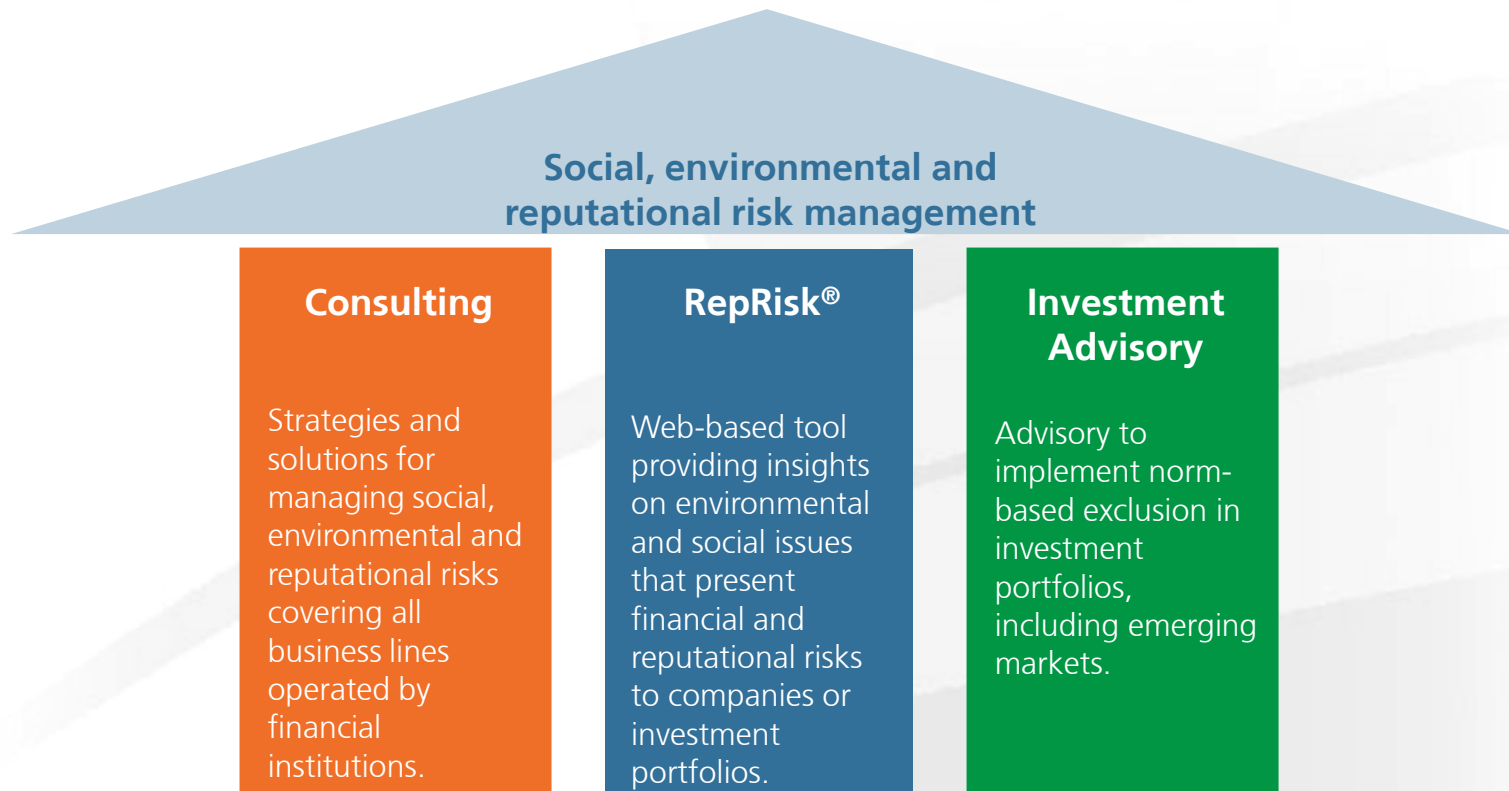 Social, environmental and
reputational risk management
Consulting
Strategies and
solutions for
managing social,
environmental and
reputational risks
covering all
business lines
operated by
financial
institutions.
RepRisk®
Web-based tool
providing insights
on environmental
and social issues
that present
financial and
reputational risks
to companies or
investment
portfolios.
Investment
Advisory
Advisory to
implement norm-
based exclusion in
investment
portfolios,
including emerging
markets.